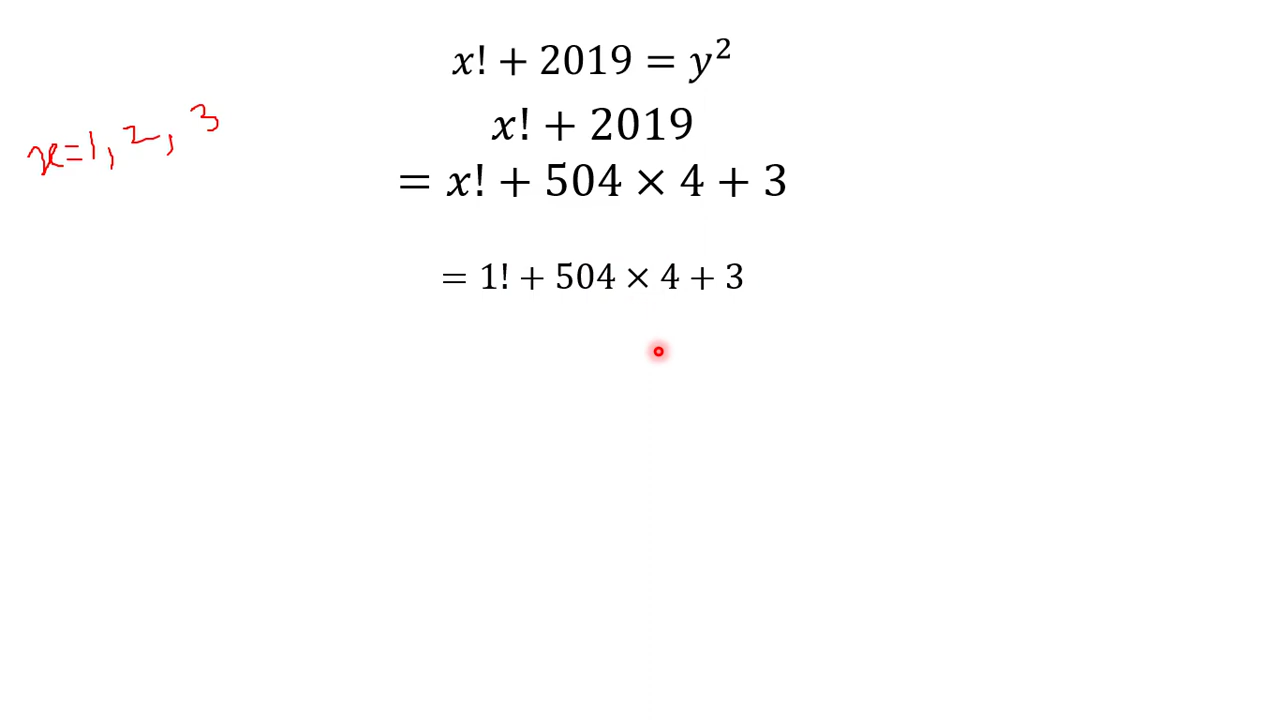 x! + 2019 = y²
x! + 2019
x=1, 2, 3
= x! + 504 × 4 + 3
= 1! + 504 × 4 + 3